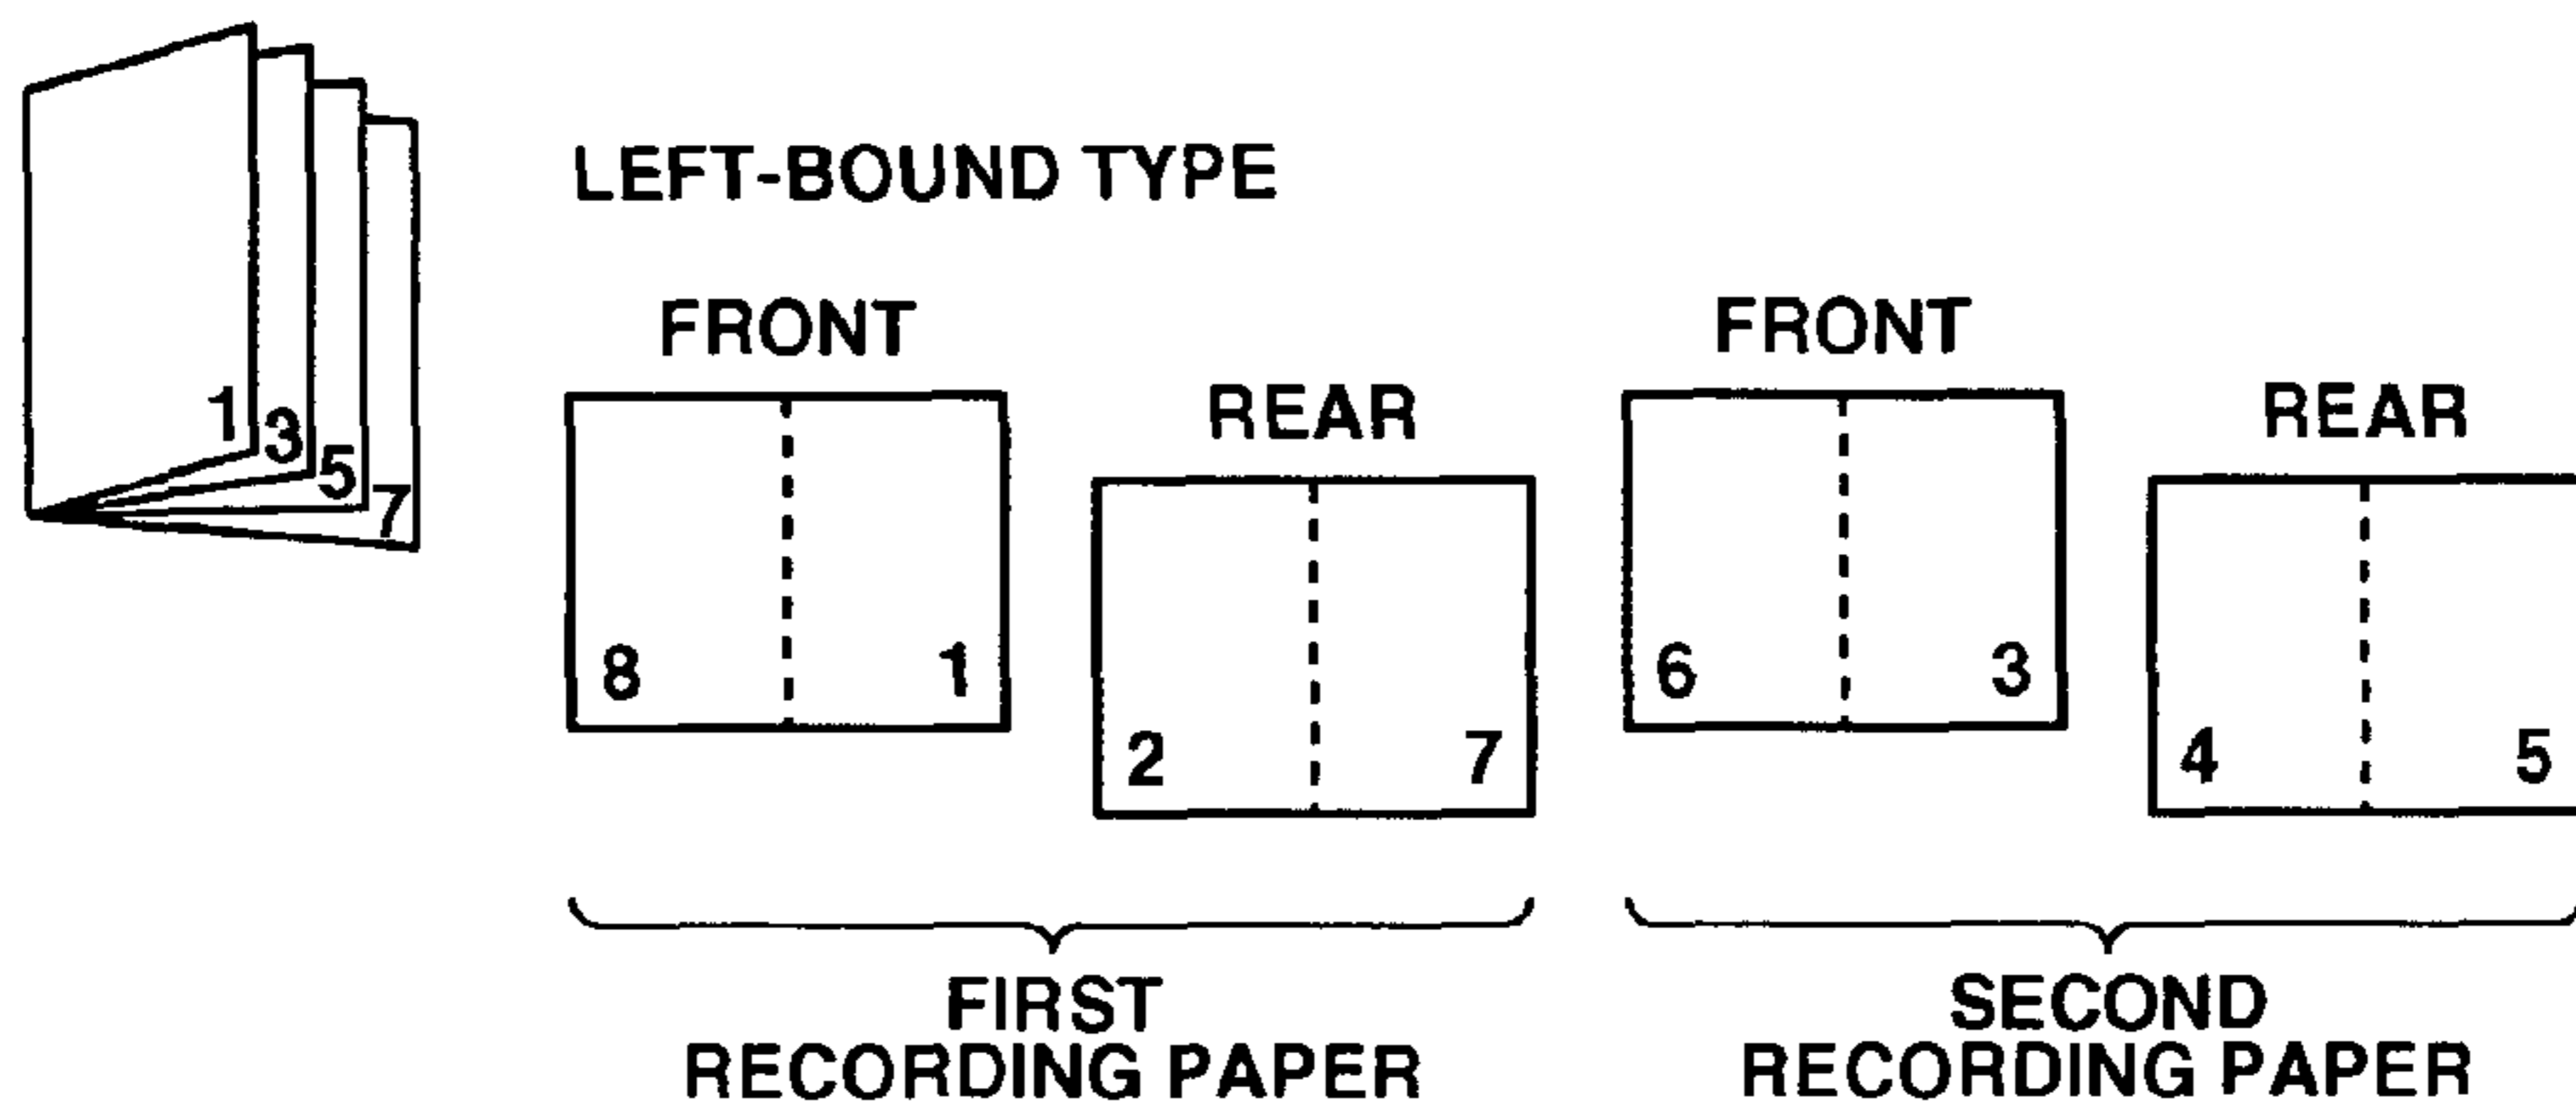 LEFT-BOUND TYPE
FRONT
FRONT
REAR
REAR
1
3
5
7
8 1
2 7
6 3
4 5
FIRST
RECORDING PAPER
SECOND
RECORDING PAPER